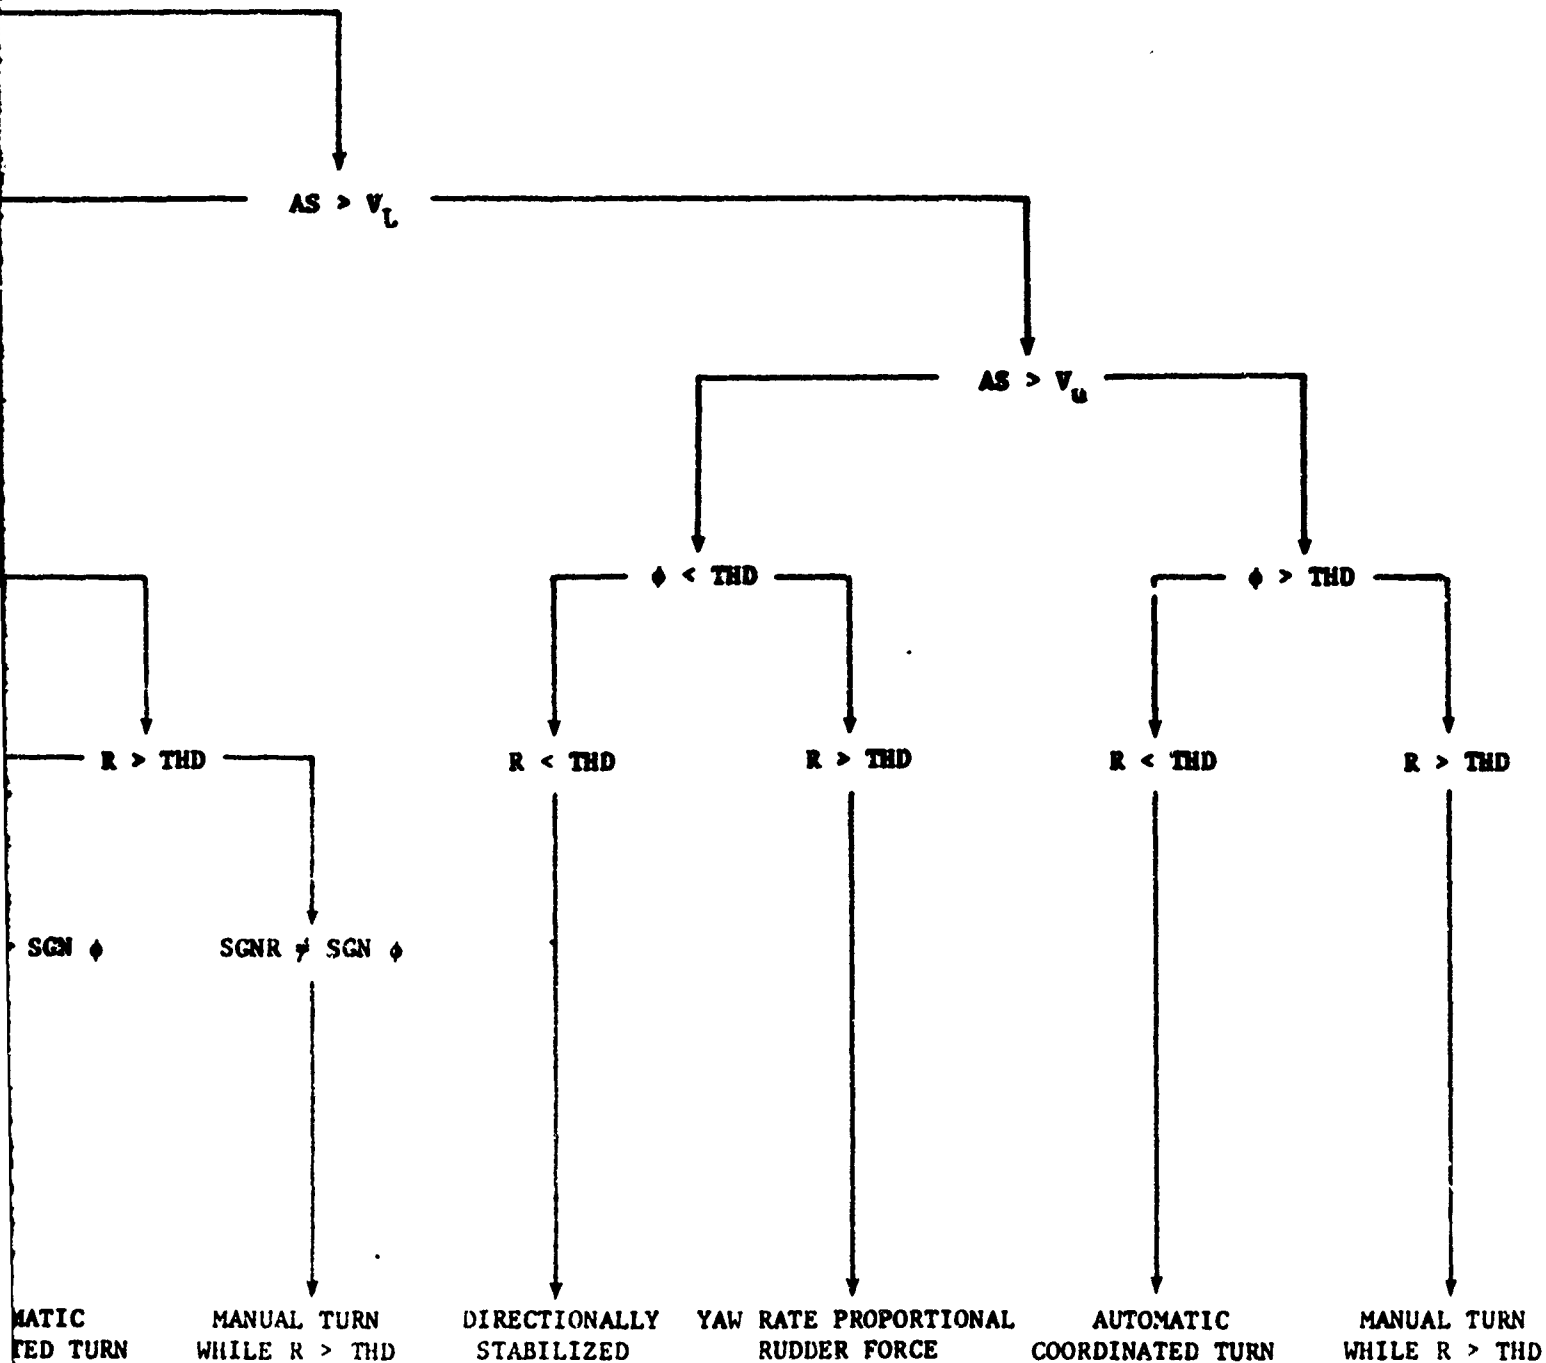 AS > V_L
AS > V_u
ϕ < THD
ϕ > THD
R > THD
R < THD
R > THD
R < THD
R > THD
SGN ϕ
SGNR ≠ SGN ϕ
MATIC
TED TURN
MANUAL TURN
WHILE R > THD
DIRECTIONALLY
STABILIZED
YAW RATE PROPORTIONAL
RUDDER FORCE
AUTOMATIC
COORDINATED TURN
MANUAL TURN
WHILE R > THD